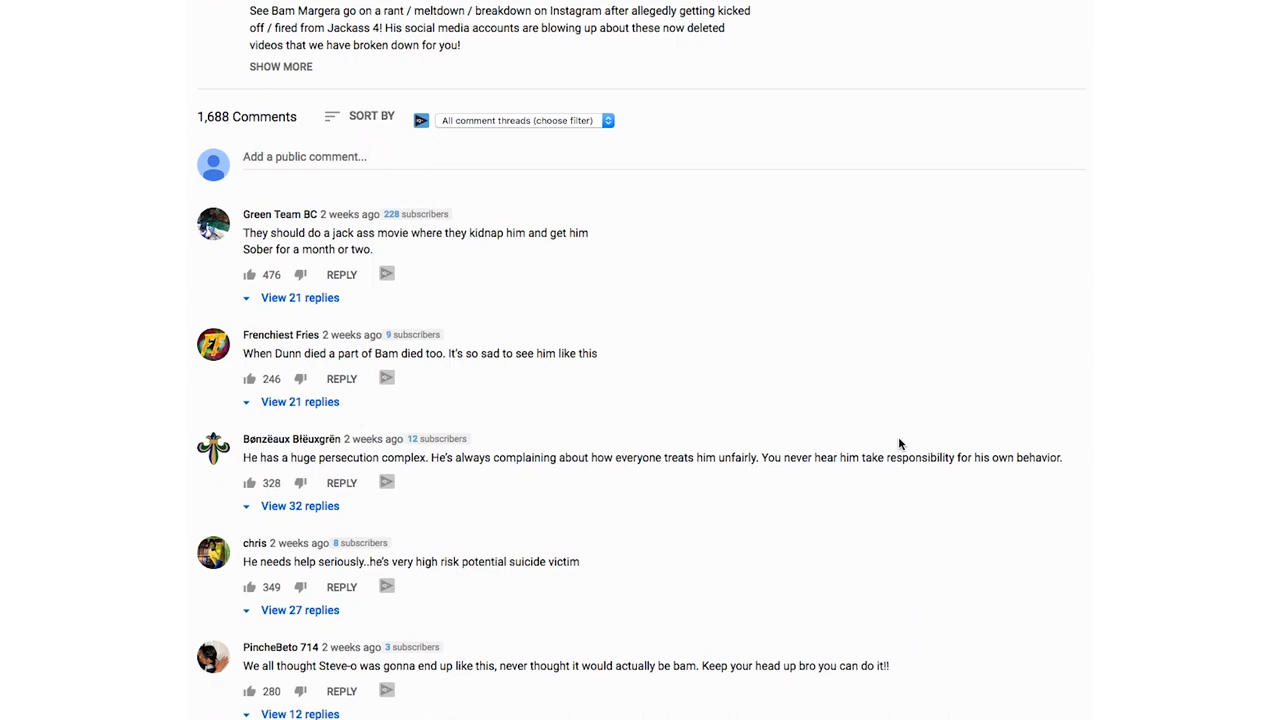 See Bam Margera go on a rant / meltdown / breakdown on Instagram after allegedly getting kicked
off / fired from Jackass 4! His social media accounts are blowing up about these now deleted
videos that we have broken down for you!
SHOW MORE
1,688 Comments SORT BY All comment threads (choose filter)
Add a public comment...
Green Team BC 2 weeks ago 228 subscribers
They should do a jack ass movie where they kidnap him and get him
Sober for a month or two.
476 REPLY
View 21 replies
Frenchiest Fries 2 weeks ago 9 subscribers
When Dunn died a part of Bam died too. It's so sad to see him like this
246 REPLY
View 21 replies
Bønzëaux Błëuxgrën 2 weeks ago 12 subscribers
He has a huge persecution complex. He's always complaining about how everyone treats him unfairly. You never hear him take responsibility for his own behavior.
328 REPLY
View 32 replies
chris 2 weeks ago 8 subscribers
He needs help seriously..he's very high risk potential suicide victim
349 REPLY
View 27 replies
PincheBeto 714 2 weeks ago 3 subscribers
We all thought Steve-o was gonna end up like this, never thought it would actually be bam. Keep your head up bro you can do it!!
280 REPLY
View 12 replies